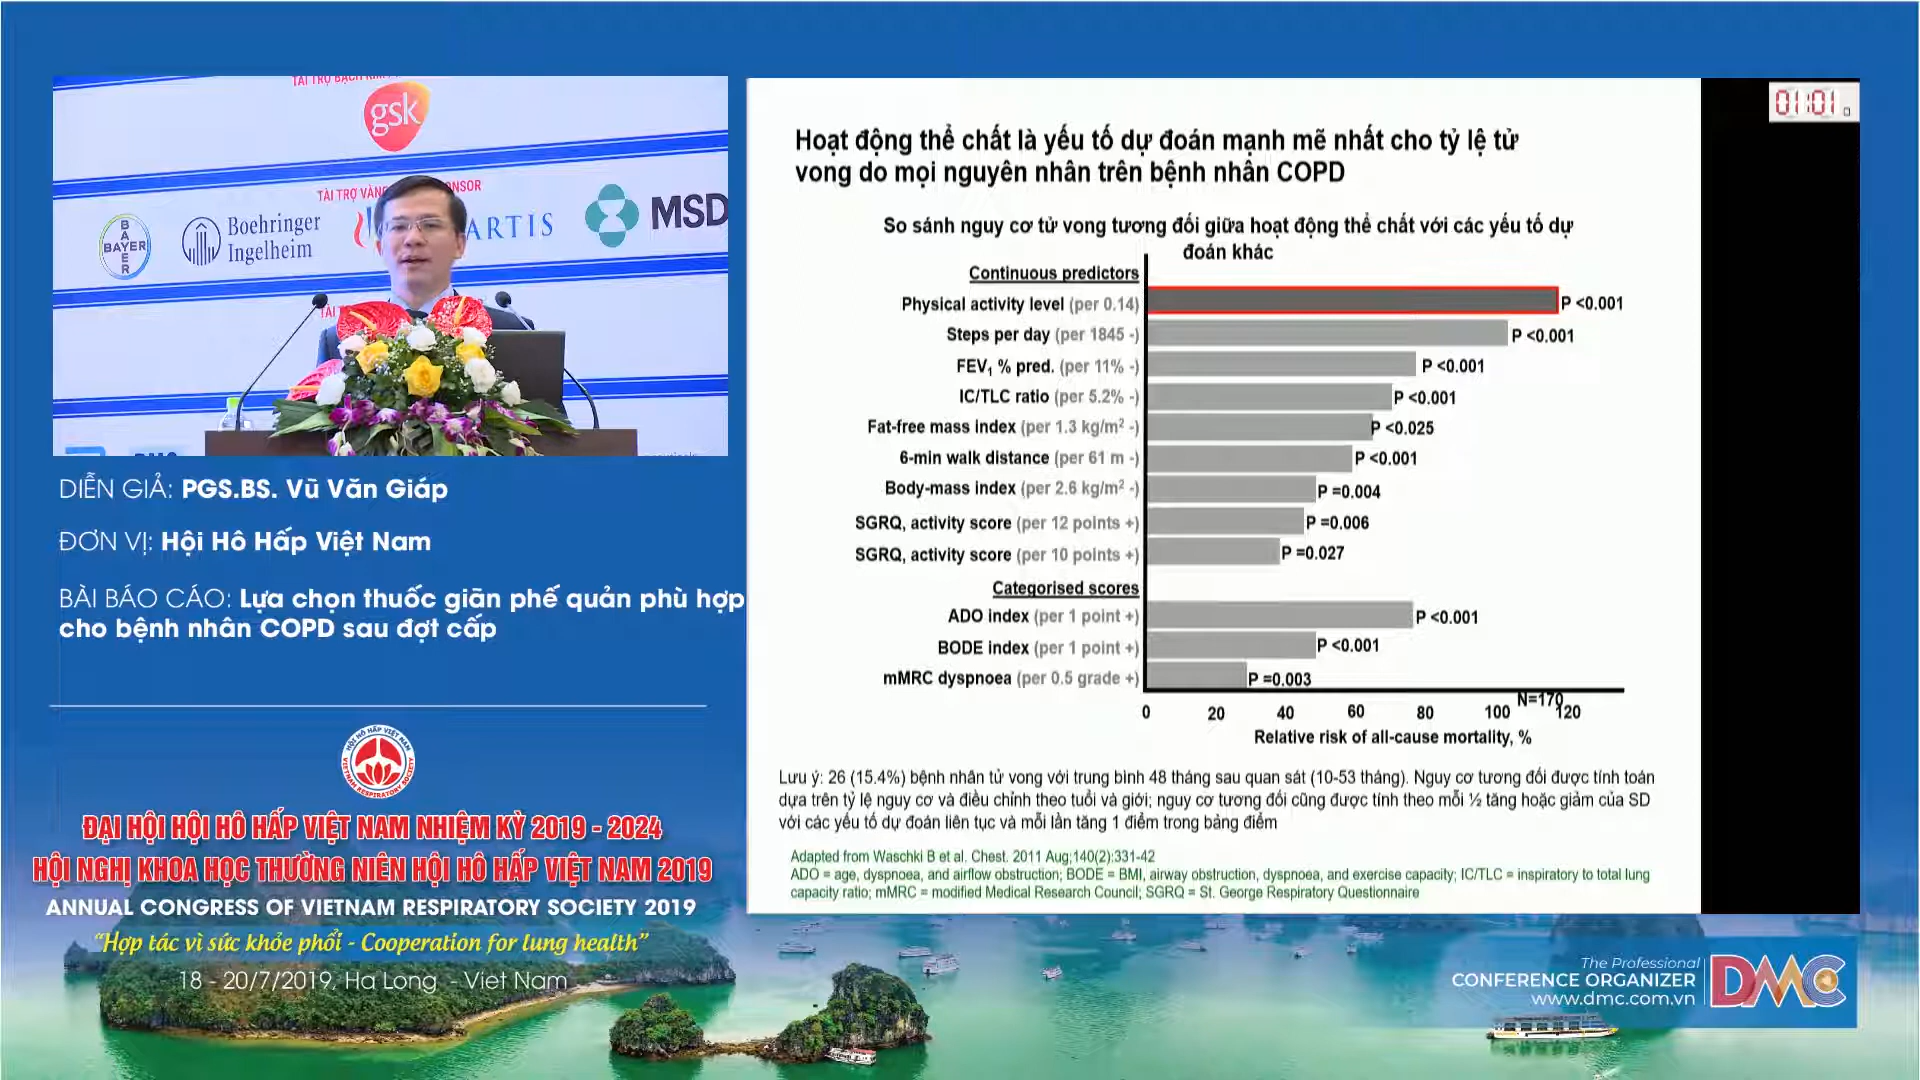 TÀI TRỢ BẠCH KIM
gsk
TÀI TRỢ VÀNG
NSOR
BAYER
BAYER
Boehringer
Ingelheim
ARTIS
MSD
TÀI
DIỄN GIẢ: PGS.BS. Vũ Văn Giáp
ĐƠN VỊ: Hội Hô Hấp Việt Nam
BÀI BÁO CÁO: Lựa chọn thuốc giãn phế quản phù hợp
cho bệnh nhân COPD sau đợt cấp
HỘI HÔ HẤP VIỆT NAM
VIETNAM RESPIRATORY SOCIETY
ĐẠI HỘI HỘI HÔ HẤP VIỆT NAM NHIỆM KỲ 2019 - 2024
HỘI NGHỊ KHOA HỌC THƯỜNG NIÊN HỘI HÔ HẤP VIỆT NAM 2019
ANNUAL CONGRESS OF VIETNAM RESPIRATORY SOCIETY 2019
“Hợp tác vì sức khỏe phổi - Cooperation for lung health”
18 - 20/7/2019, Ha Long - Viet Nam
01:01
Hoạt động thể chất là yếu tố dự đoán mạnh mẽ nhất cho tỷ lệ tử
vong do mọi nguyên nhân trên bệnh nhân COPD
So sánh nguy cơ tử vong tương đối giữa hoạt động thể chất với các yếu tố dự
đoán khác
Continuous predictors
Physical activity level (per 0.14) P <0.001
Steps per day (per 1845 -) P <0.001
FEV₁ % pred. (per 11% -) P <0.001
IC/TLC ratio (per 5.2% -) P <0.001
Fat-free mass index (per 1.3 kg/m² -) P <0.025
6-min walk distance (per 61 m -) P <0.001
Body-mass index (per 2.6 kg/m² -) P =0.004
SGRQ, activity score (per 12 points +) P =0.006
SGRQ, activity score (per 10 points +) P =0.027
Categorised scores
ADO index (per 1 point +) P <0.001
BODE index (per 1 point +) P <0.001
mMRC dyspnoea (per 0.5 grade +) P =0.003
N=170
0 20 40 60 80 100 120
Relative risk of all-cause mortality, %
Lưu ý: 26 (15.4%) bệnh nhân tử vong với trung bình 48 tháng sau quan sát (10-53 tháng). Nguy cơ tương đối được tính toán
dựa trên tỷ lệ nguy cơ và điều chỉnh theo tuổi và giới; nguy cơ tương đối cũng được tính theo mỗi ½ tăng hoặc giảm của SD
với các yếu tố dự đoán liên tục và mỗi lần tăng 1 điểm trong bảng điểm
Adapted from Waschki B et al. Chest. 2011 Aug;140(2):331-42
ADO = age, dyspnoea, and airflow obstruction; BODE = BMI, airway obstruction, dyspnoea, and exercise capacity; IC/TLC = inspiratory to total lung
capacity ratio; mMRC = modified Medical Research Council; SGRQ = St. George Respiratory Questionnaire
The Professional
CONFERENCE ORGANIZER
www.dmc.com.vn
DMC